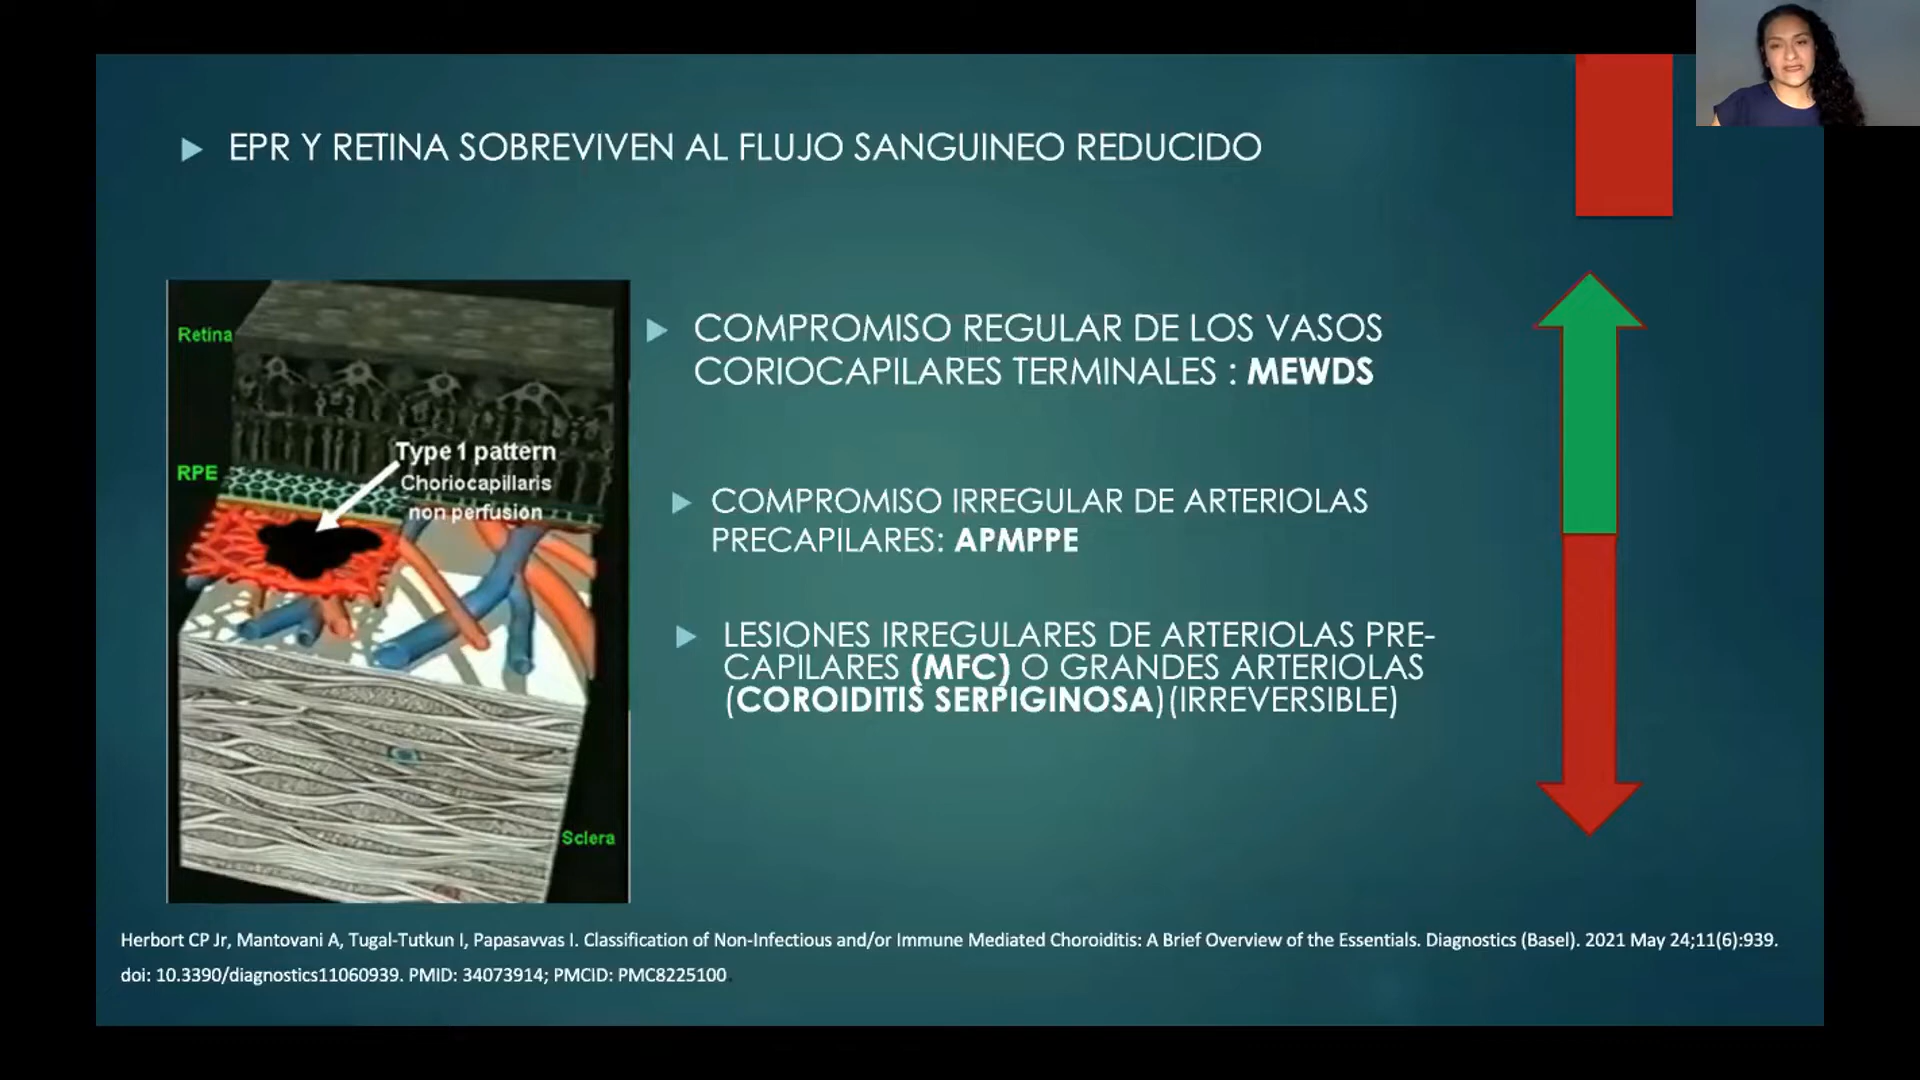 EPR Y RETINA SOBREVIVEN AL FLUJO SANGUINEO REDUCIDO
Retina
Type 1 pattern
RPE
Choriocapillaris
non perfusion
Sclera
COMPROMISO REGULAR DE LOS VASOS
CORIOCAPILARES TERMINALES : MEWDS
COMPROMISO IRREGULAR DE ARTERIOLAS
PRECAPILARES: APMPPE
LESIONES IRREGULARES DE ARTERIOLAS PRE-
CAPILARES (MFC) O GRANDES ARTERIOLAS
(COROIDITIS SERPIGINOSA)(IRREVERSIBLE)
Herbort CP Jr, Mantovani A, Tugal-Tutkun I, Papasavvas I. Classification of Non-Infectious and/or Immune Mediated Choroiditis: A Brief Overview of the Essentials. Diagnostics (Basel). 2021 May 24;11(6):939.
doi: 10.3390/diagnostics11060939. PMID: 34073914; PMCID: PMC8225100.